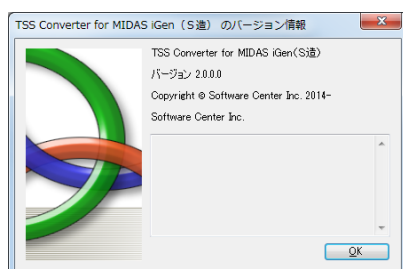 TSS Converter for MIDAS iGen（S造） のバージョン情報
TSS Converter for MIDAS iGen(S造)
バージョン 2.0.0.0
Copyright © Software Center Inc. 2014-
Software Center Inc.
OK